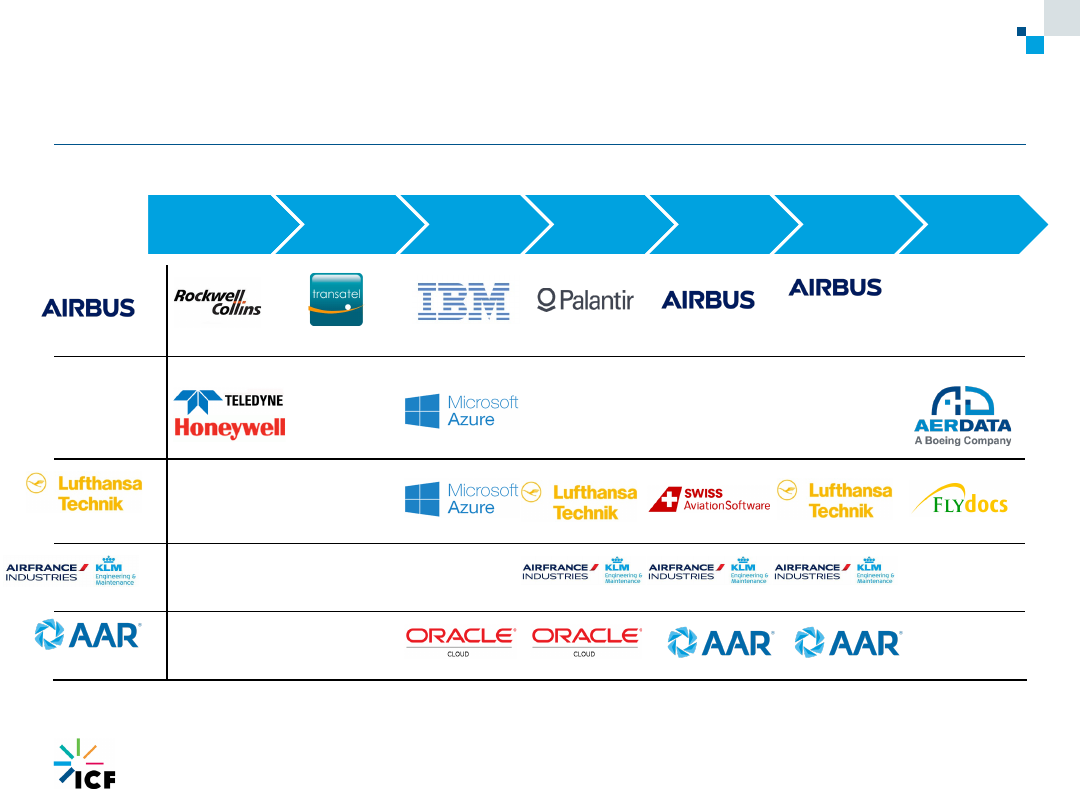 AIRBUS
Rockwell
Collins
transatel
IBM
Palantir
AIRBUS
AIRBUS
TELEDYNE
Honeywell
Microsoft
Azure
AERDATA
A Boeing Company
Lufthansa
Technik
Microsoft
Azure
Lufthansa
Technik
SWISS
AviationSoftware
Lufthansa
Technik
FLYdocs
AIRFRANCE
INDUSTRIES
KLM
Engineering &
Maintenance
AIRFRANCE
INDUSTRIES
KLM
Engineering &
Maintenance
AIRFRANCE
INDUSTRIES
KLM
Engineering &
Maintenance
AIRFRANCE
INDUSTRIES
KLM
Engineering &
Maintenance
AAR®
ORACLE®
CLOUD
ORACLE®
CLOUD
AAR®
AAR®
ICF